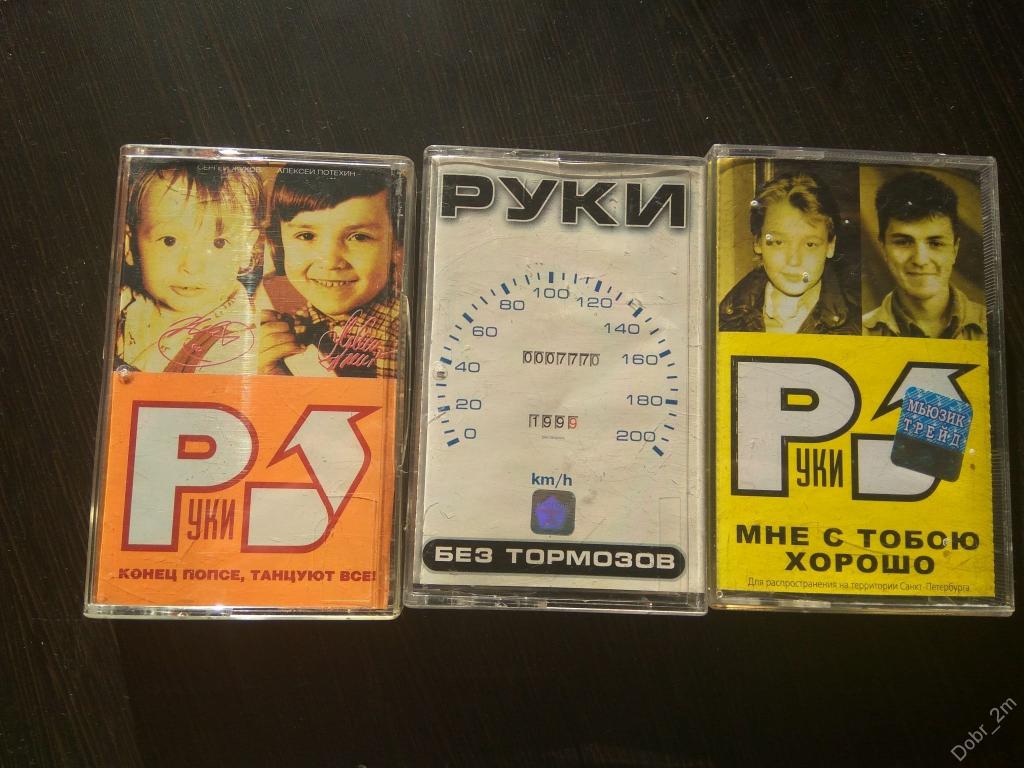 СЕРГЕЙ ЖУКОВ АЛЕКСЕЙ ПОТЕХИН
Р
УКИ
КОНЕЦ ПОПСЕ, ТАНЦУЮТ ВСЕ!
РУКИ
0 20 40 60 80 100 120 140 160 180 200
0007770
1999
km/h
БЕЗ ТОРМОЗОВ
Р
УКИ
МЬЮЗИК
ТРЕЙД
МНЕ С ТОБОЮ
ХОРОШО
Для распространения на территории Санкт-Петербурга
Dobr_2m